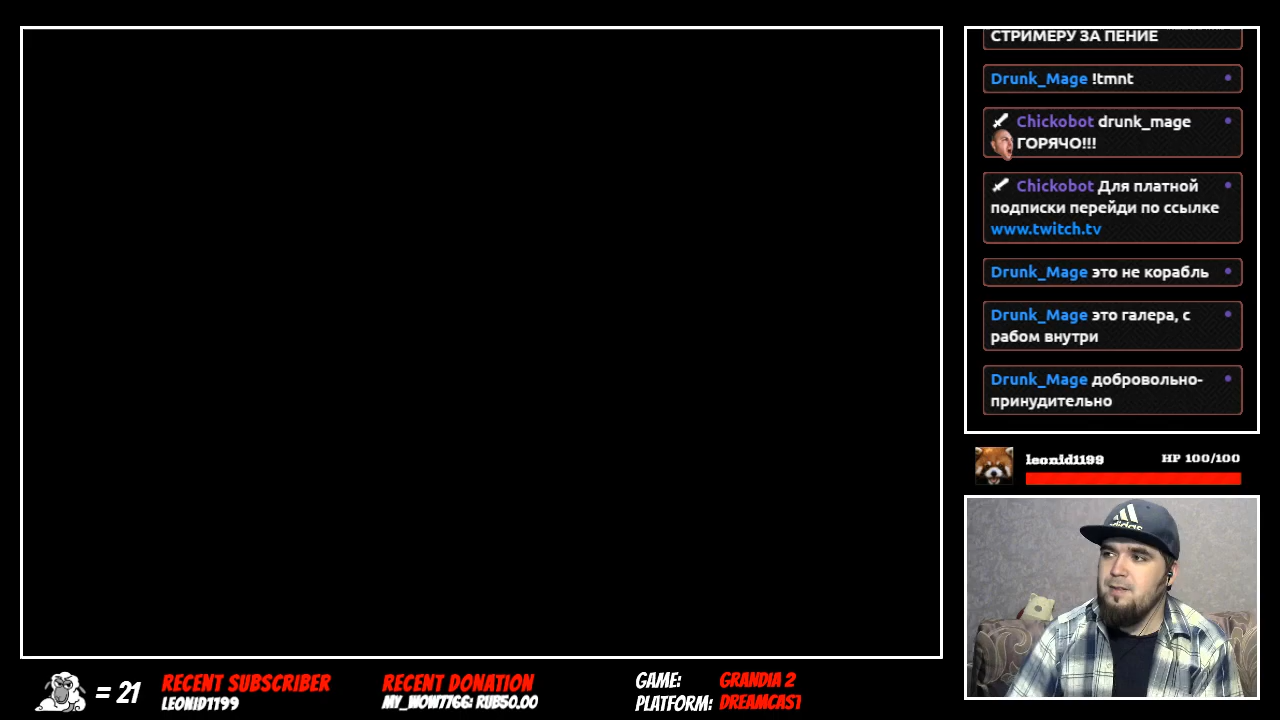 СТРИМЕРУ ЗА ПЕНИЕ
Drunk_Mage !tmnt
Chickobot drunk_mage
ГОРЯЧО!!!
Chickobot Для платной
подписки перейди по ссылке
www.twitch.tv
Drunk_Mage это не корабль
Drunk_Mage это галера, с
рабом внутри
Drunk_Mage добровольно-
принудительно
leonid1199 HP 100/100
adidas
= 21
RECENT SUBSCRIBER
LEONID1199
RECENT DONATION
MY_WOW7766: RUB50.00
GAME: GRANDIA 2
PLATFORM: DREAMCAST